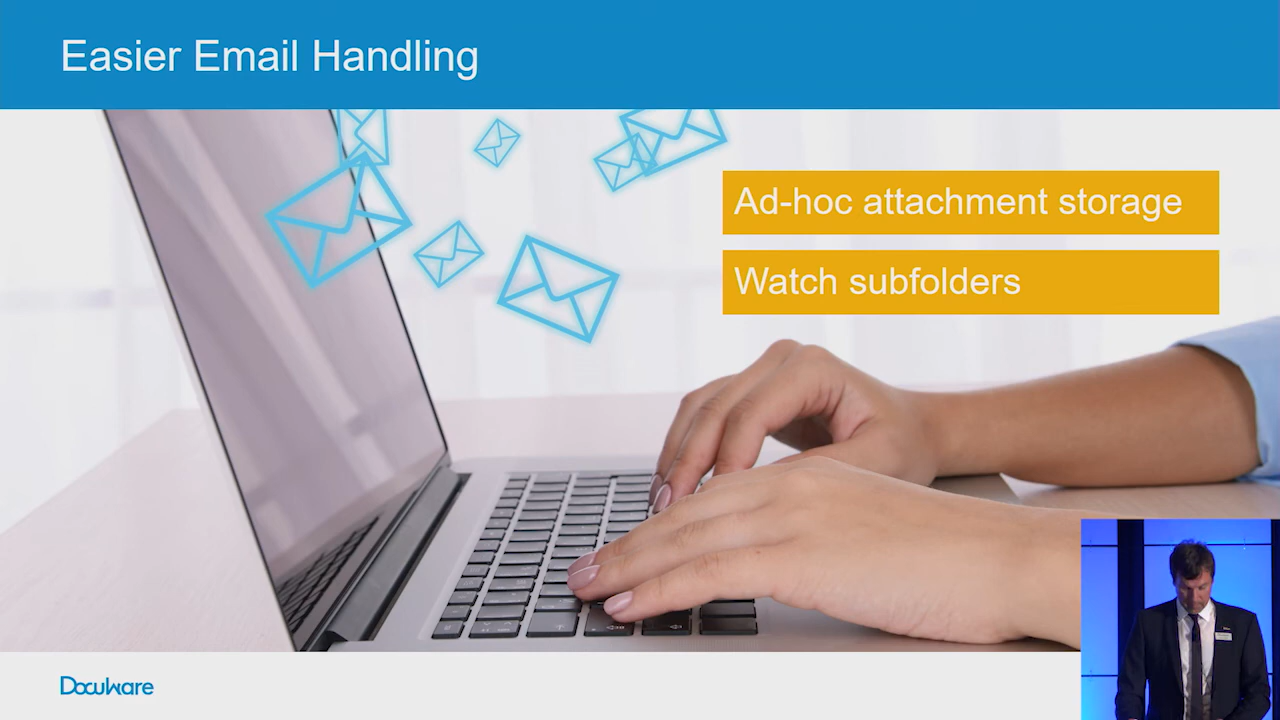 Easier Email Handling
Ad-hoc attachment storage
Watch subfolders
DocuWare